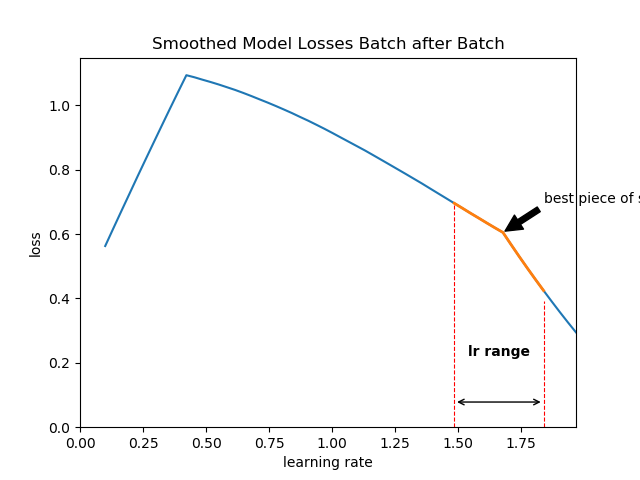 Smoothed Model Losses Batch after Batch
1.0
0.8
0.6
0.4
0.2
0.0
loss
best piece of
lr range
0.00 0.25 0.50 0.75 1.00 1.25 1.50 1.75
learning rate